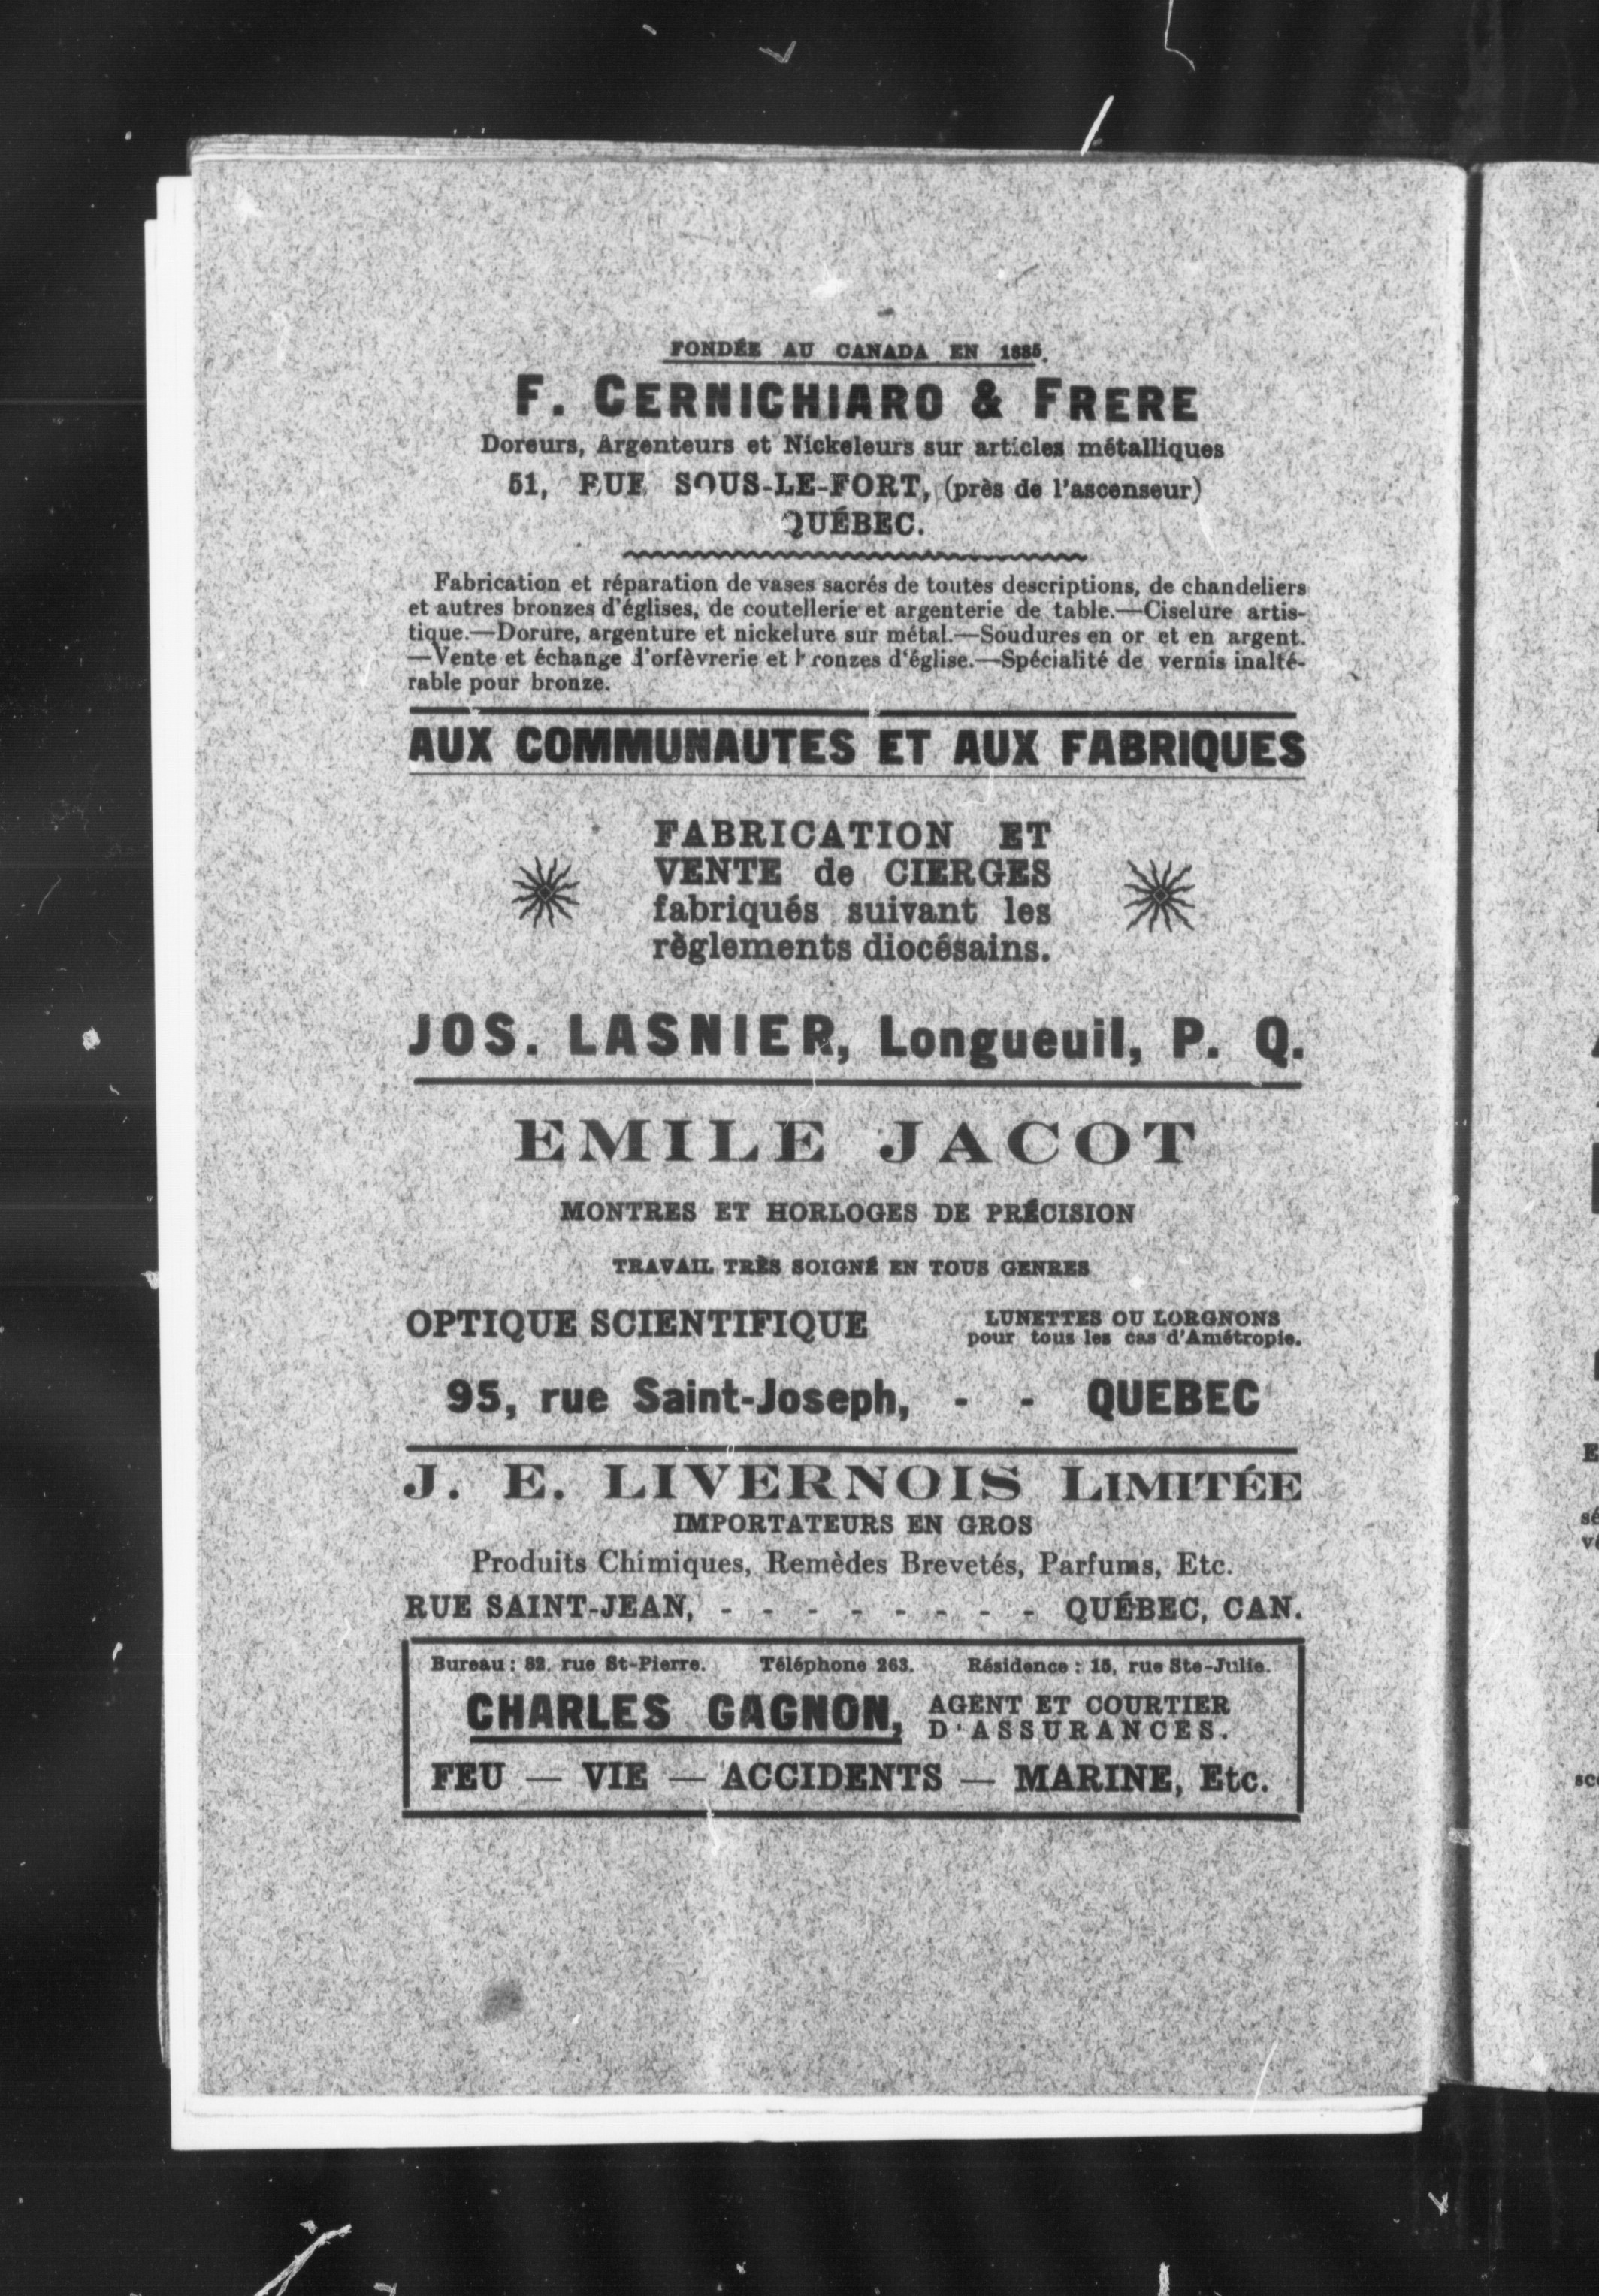 FONDÉE AU CANADA EN 1885.
F. CERNICHIARO & FRERE
Doreurs, Argenteurs et Nickeleurs sur articles métalliques
51, RUE SOUS-LE-FORT, (près de l'ascenseur)
QUÉBEC.
Fabrication et réparation de vases sacrés de toutes descriptions, de chandeliers
et autres bronzes d'églises, de coutellerie et argenterie de table.—Ciselure artis-
tique.—Dorure, argenture et nickelure sur métal.—Soudures en or et en argent.
—Vente et échange d'orfèvrerie et bronzes d'église.—Spécialité de vernis inalté-
rable pour bronze.
AUX COMMUNAUTES ET AUX FABRIQUES
FABRICATION ET
VENTE de CIERGES
fabriqués suivant les
règlements diocésains.
JOS. LASNIER, Longueuil, P. Q.
EMILE JACOT
MONTRES ET HORLOGES DE PRÉCISION
TRAVAIL TRÈS SOIGNÉ EN TOUS GENRES
OPTIQUE SCIENTIFIQUE
LUNETTES OU LORGNONS
pour tous les cas d'Amétropie.
95, rue Saint-Joseph, - - QUEBEC
J. E. LIVERNOIS LIMITÉE
IMPORTATEURS EN GROS
Produits Chimiques, Remèdes Brevetés, Parfums, Etc.
RUE SAINT-JEAN, - - - - - - - - QUÉBEC, CAN.
Bureau : 82, rue St-Pierre. Téléphone 263. Résidence : 15, rue Ste-Julie.
CHARLES GAGNON, AGENT ET COURTIER
D'ASSURANCES.
FEU — VIE — ACCIDENTS — MARINE, Etc.